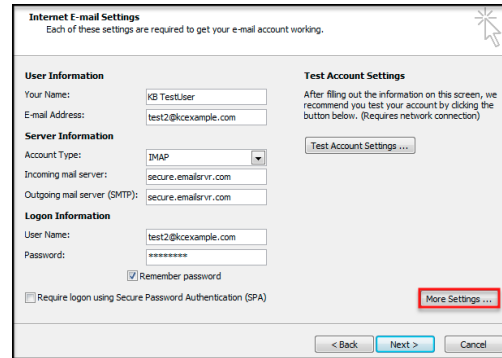 Internet E-mail Settings
Each of these settings are required to get your e-mail account working.
User Information
Your Name:
KB TestUser
E-mail Address:
test2@kcexample.com
Server Information
Account Type:
IMAP
Incoming mail server:
secure.emailsrvr.com
Outgoing mail server (SMTP):
secure.emailsrvr.com
Logon Information
User Name:
test2@kcexample.com
Password:
********
Remember password
Require logon using Secure Password Authentication (SPA)
Test Account Settings
After filling out the information on this screen, we
recommend you test your account by clicking the
button below. (Requires network connection)
Test Account Settings ...
More Settings ...
< Back
Next >
Cancel